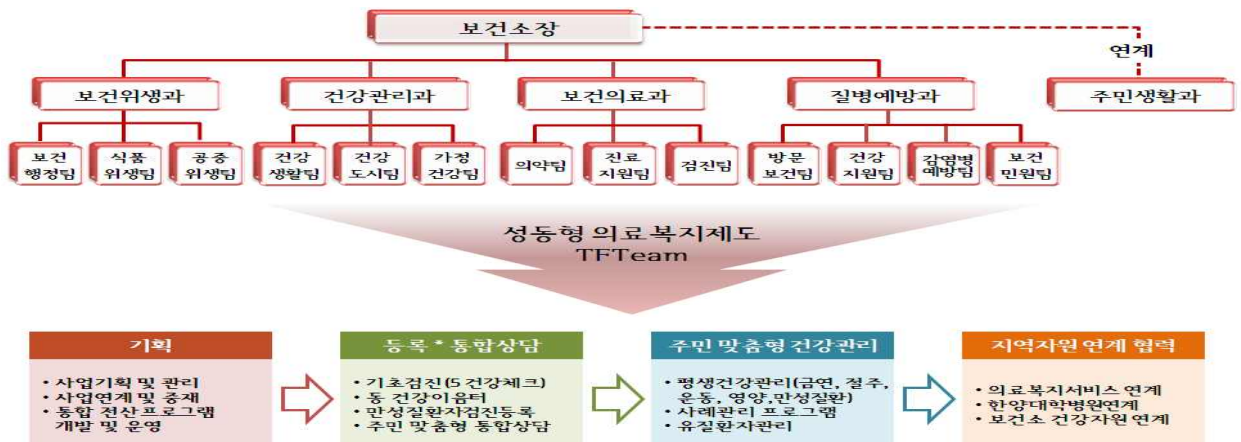 보건소장
연계
보건위생과
건강관리과
보건의료과
질병예방과
주민생활과
보건
행정팀
식품
위생팀
공중
위생팀
건강
생활팀
건강
도시팀
가정
건강팀
의약팀
진료
지원팀
검진팀
방문
보건팀
건강
지원팀
감염병
예방팀
보건
민원팀
성동형 의료복지제도
TFTeam
기획
• 사업기획 및 관리
• 사업연계 및 중재
• 통합 전산 프로그램
개발 및 운영
등록 * 통합상담
• 기초검진(5 건강체크)
• 동 건강이음터
• 만성질환자검진등록
• 주민 맞춤형 통합상담
주민 맞춤형 건강관리
• 평생건강관리(금연, 절주,
운동, 영양,만성질환)
• 사례관리 프로그램
• 유질환자관리
지역자원 연계 협력
• 의료복지서비스 연계
• 한양대학병원연계
• 보건소 건강자원 연계